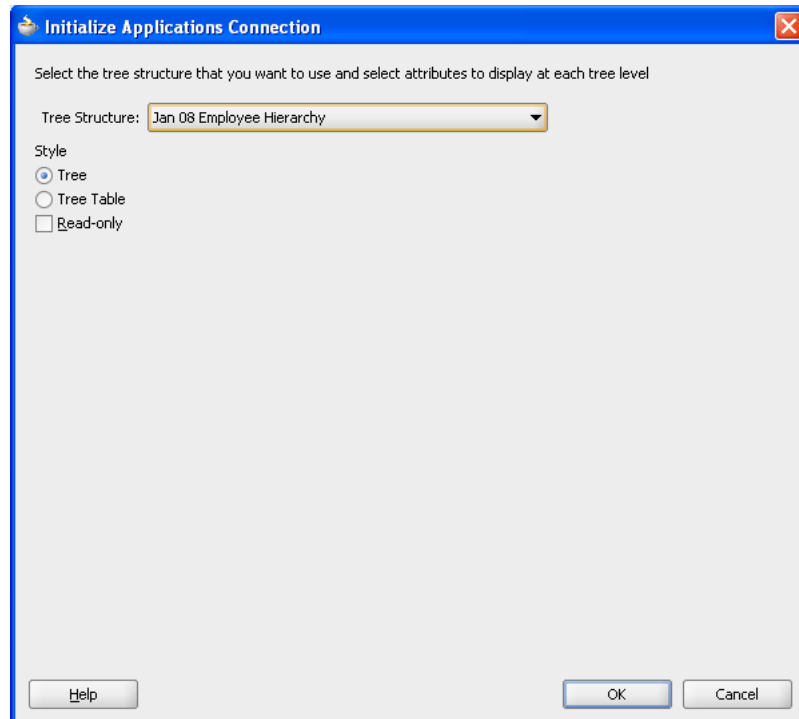 Initialize Applications Connection
Select the tree structure that you want to use and select attributes to display at each tree level
Tree Structure: Jan 08 Employee Hierarchy
Style
Tree
Tree Table
Read-only
Help OK Cancel